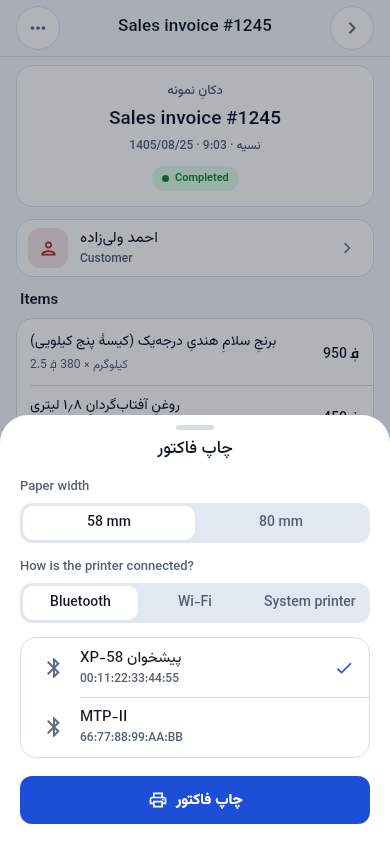 Sales invoice #1245
دکانِ نمونه
Sales invoice #1245
نسیه · 9:03 · 1405/08/25
Completed
احمد ولی‌زاده
Customer
Items
برنجِ سلامِ هندیِ درجه‌یک (کیسهٔ پنج کیلویی)
950 ؋
2.5 کیلوگرم × 380 ؋
روغنِ آفتاب‌گردانِ ۱٫۸ لیتری
450 ؋
چاپ فاکتور
Paper width
58 mm
80 mm
How is the printer connected?
Bluetooth
Wi-Fi
System printer
XP-58 پیشخوان
00:11:22:33:44:55
MTP-II
66:77:88:99:AA:BB
چاپ فاکتور